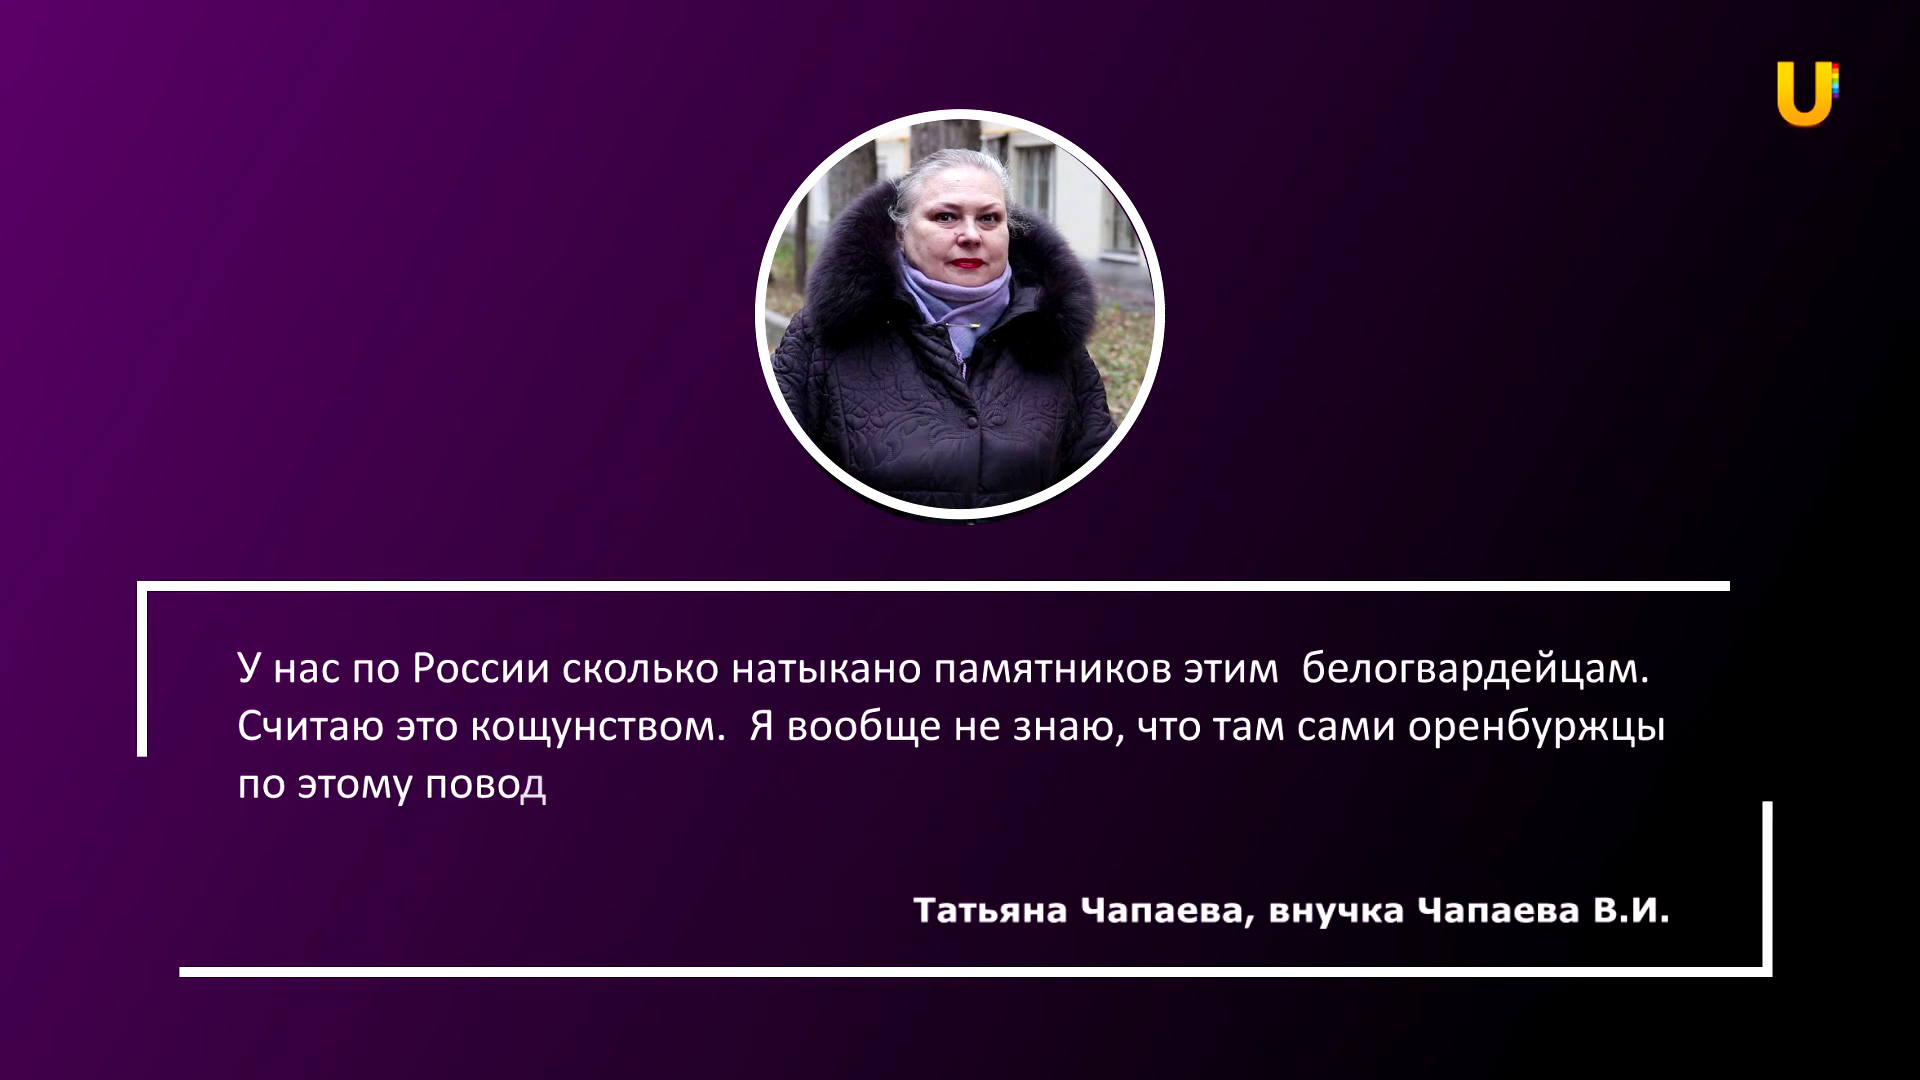 U
У нас по России сколько натыкано памятников этим белогвардейцам.
Считаю это кощунством. Я вообще не знаю, что там сами оренбуржцы
по этому повод
Татьяна Чапаева, внучка Чапаева В.И.